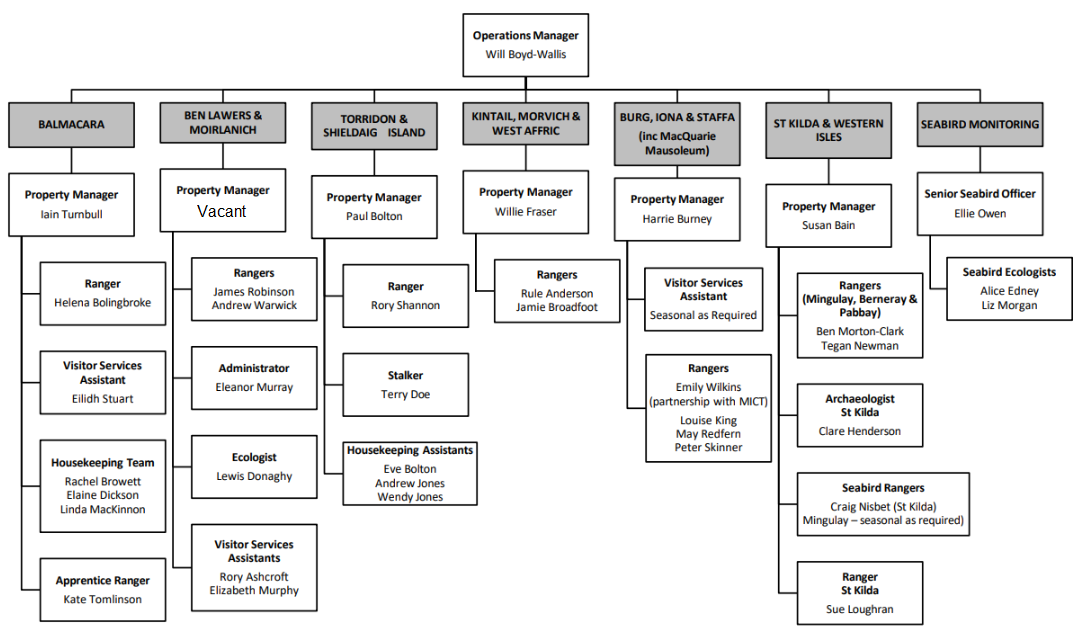 Operations Manager
Will Boyd-Wallis
BALMACARA
Property Manager
Iain Turnbull
Ranger
Helena Bolingbroke
Visitor Services
Assistant
Eilidh Stuart
Housekeeping Team
Rachel Browett
Elaine Dickson
Linda MacKinnon
Apprentice Ranger
Kate Tomlinson
BEN LAWERS &
MOIRLANICH
Property Manager
Vacant
Rangers
James Robinson
Andrew Warwick
Administrator
Eleanor Murray
Ecologist
Lewis Donaghy
Visitor Services
Assistants
Rory Ashcroft
Elizabeth Murphy
TORRIDON &
SHIELDAIG ISLAND
Property Manager
Paul Bolton
Ranger
Rory Shannon
Stalker
Terry Doe
Housekeeping Assistants
Eve Bolton
Andrew Jones
Wendy Jones
KINTAIL, MORVICH &
WEST AFFRIC
Property Manager
Willie Fraser
Rangers
Rule Anderson
Jamie Broadfoot
BURG, IONA & STAFFA
(inc MacQuarie
Mausoleum)
Property Manager
Harrie Burney
Visitor Services
Assistant
Seasonal as Required
Rangers
Emily Wilkins
(partnership with MICT)
Louise King
May Redfern
Peter Skinner
ST KILDA & WESTERN
ISLES
Property Manager
Susan Bain
Rangers
(Mingulay, Berneray &
Pabbay)
Ben Morton-Clark
Tegan Newman
Archaeologist
St Kilda
Clare Henderson
Seabird Rangers
Craig Nisbet (St Kilda)
Mingulay – seasonal as required)
Ranger
St Kilda
Sue Loughran
SEABIRD MONITORING
Senior Seabird Officer
Ellie Owen
Seabird Ecologists
Alice Edney
Liz Morgan